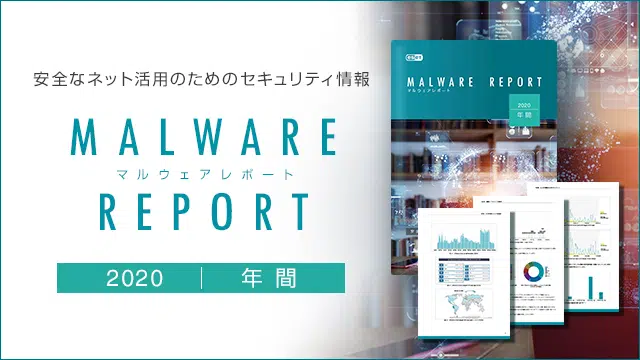 安全なネット活用のためのセキュリティ情報
MALWARE
マルウェアレポート
REPORT
2020 年間
eset
MALWARE REPORT
マルウェアレポート
2020
年間